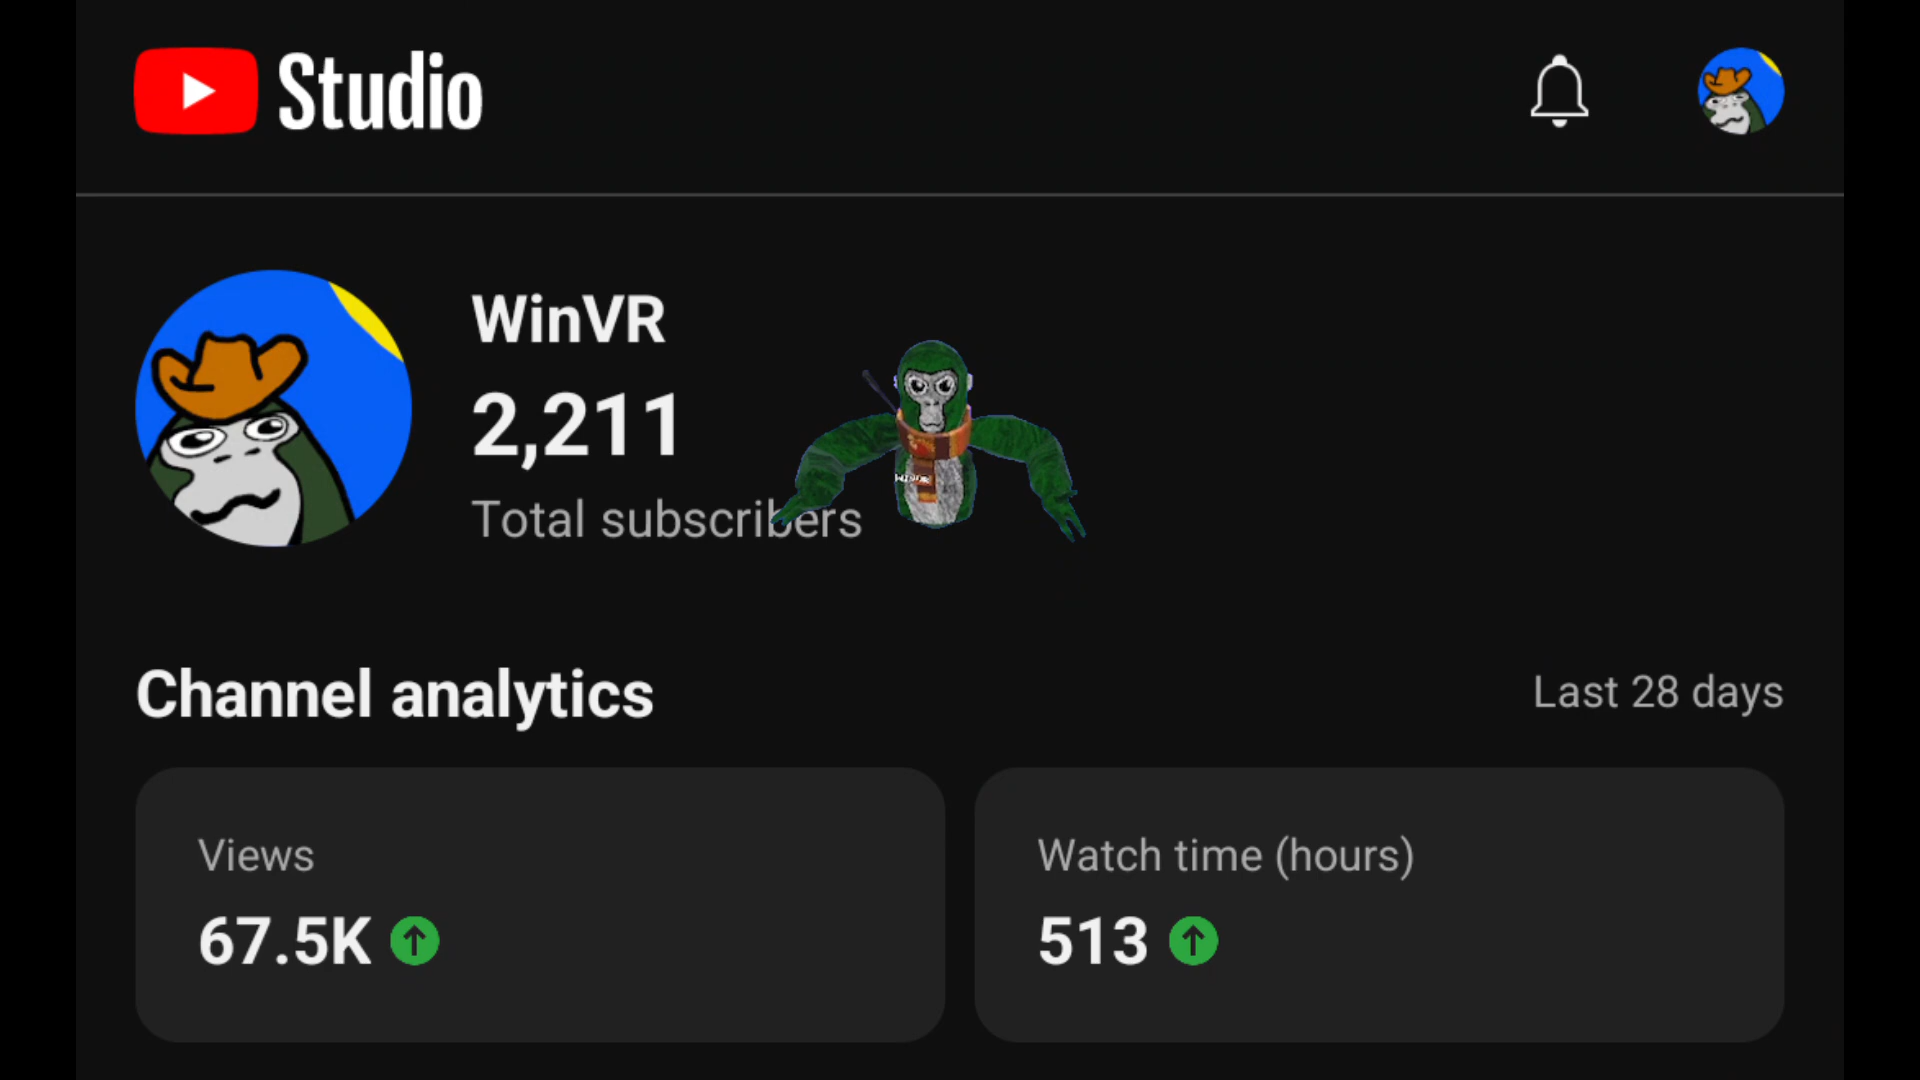 Studio
WinVR
2,211
Total subscribers
Channel analytics
Last 28 days
Views
67.5K
Watch time (hours)
513